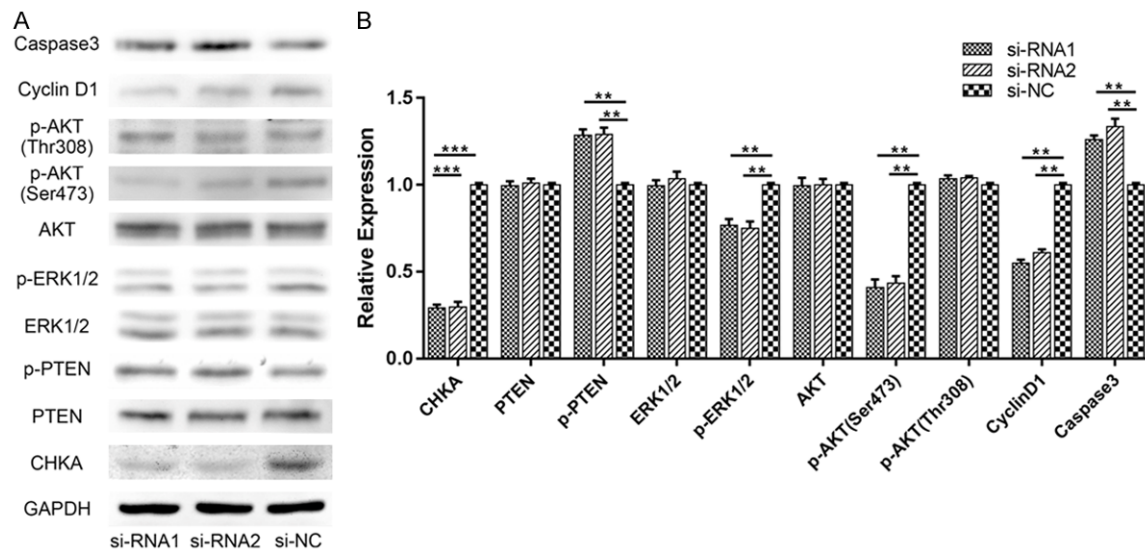 A
Caspase3
Cyclin D1
p-AKT
(Thr308)
p-AKT
(Ser473)
AKT
p-ERK1/2
ERK1/2
p-PTEN
PTEN
CHKA
GAPDH
si-RNA1 si-RNA2 si-NC
B
si-RNA1
si-RNA2
si-NC
Relative Expression
1.5
1.0
0.5
0.0
***
***
**
**
**
**
**
**
**
**
**
**
CHKA
PTEN
p-PTEN
ERK1/2
p-ERK1/2
AKT
p-AKT(Ser473)
p-AKT(Thr308)
CyclinD1
Caspase3